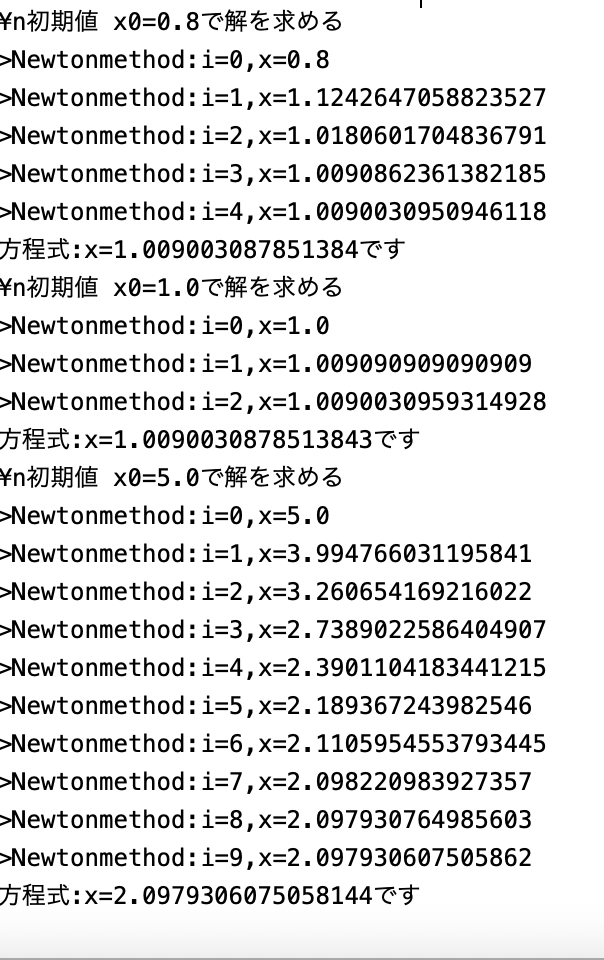 ¥n初期値 x0=0.8で解を求める
>Newtonmethod:i=0,x=0.8
>Newtonmethod:i=1,x=1.1242647058823527
>Newtonmethod:i=2,x=1.0180601704836791
>Newtonmethod:i=3,x=1.0090862361382185
>Newtonmethod:i=4,x=1.0090030950946118
方程式:x=1.009003087851384です
¥n初期値 x0=1.0で解を求める
>Newtonmethod:i=0,x=1.0
>Newtonmethod:i=1,x=1.009090909090909
>Newtonmethod:i=2,x=1.0090030959314928
方程式:x=1.0090030878513843です
¥n初期値 x0=5.0で解を求める
>Newtonmethod:i=0,x=5.0
>Newtonmethod:i=1,x=3.994766031195841
>Newtonmethod:i=2,x=3.260654169216022
>Newtonmethod:i=3,x=2.7389022586404907
>Newtonmethod:i=4,x=2.3901104183441215
>Newtonmethod:i=5,x=2.189367243982546
>Newtonmethod:i=6,x=2.1105954553793445
>Newtonmethod:i=7,x=2.098220983927357
>Newtonmethod:i=8,x=2.097930764985603
>Newtonmethod:i=9,x=2.097930607505862
方程式:x=2.0979306075058144です